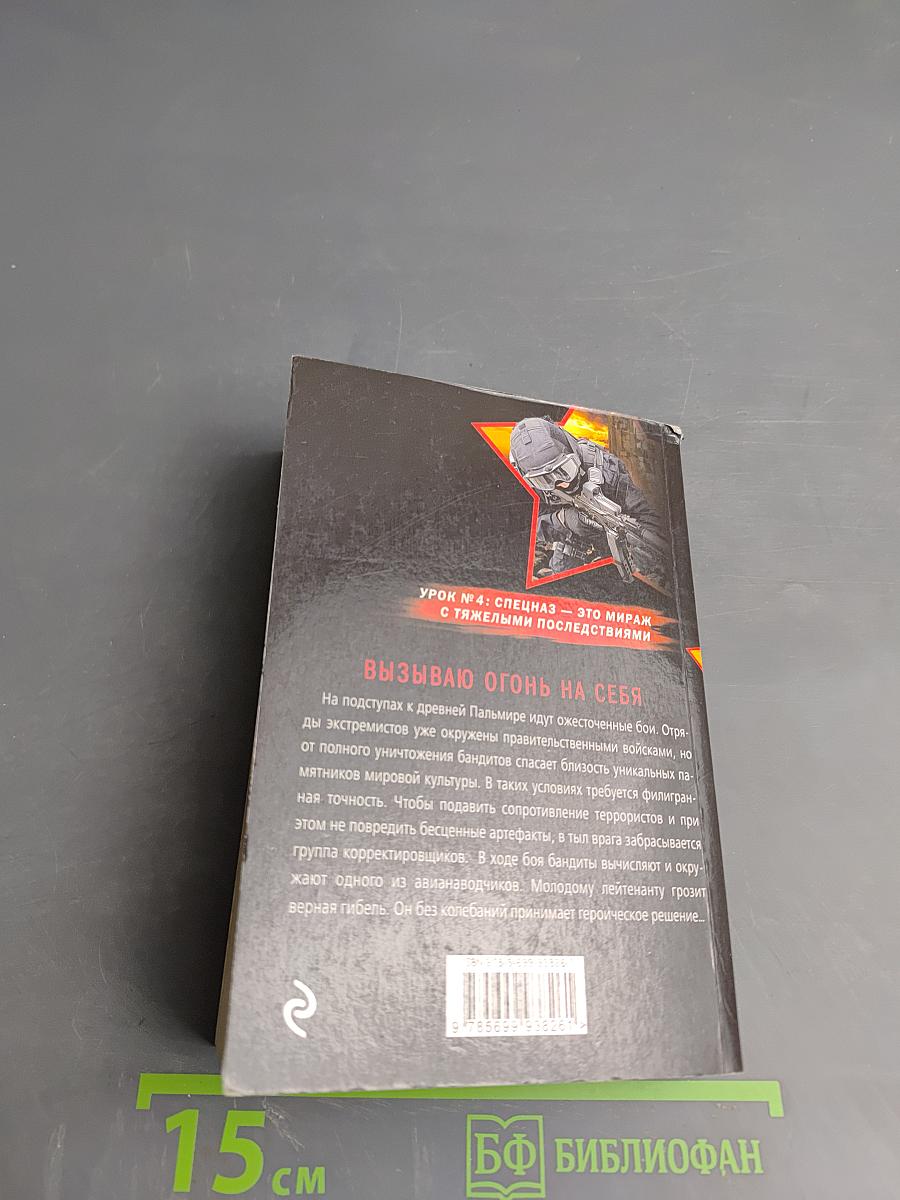 УРОК № 4: СПЕЦНАЗ — ЭТО МИРАЖ
С ТЯЖЕЛЫМИ ПОСЛЕДСТВИЯМИ
ВЫЗЫВАЮ ОГОНЬ НА СЕБЯ
На подступах к древней Пальмире идут ожесточенные бои. Отря-
ды экстремистов уже окружены правительственными войсками, но
от полного уничтожения бандитов спасает близость уникальных па-
мятников мировой культуры. В таких условиях требуется филигран-
ная точность. Чтобы подавить сопротивление террористов и при
этом не повредить бесценные артефакты, в тыл врага забрасывается
группа корректировщиков. В ходе боя бандиты вычисляют и окру-
жают одного из авианаводчиков. Молодому лейтенанту грозит
верная гибель. Он без колебаний принимает героическое решение...
9 785699 938261 >
15 см
БФ БИБЛИОФАН